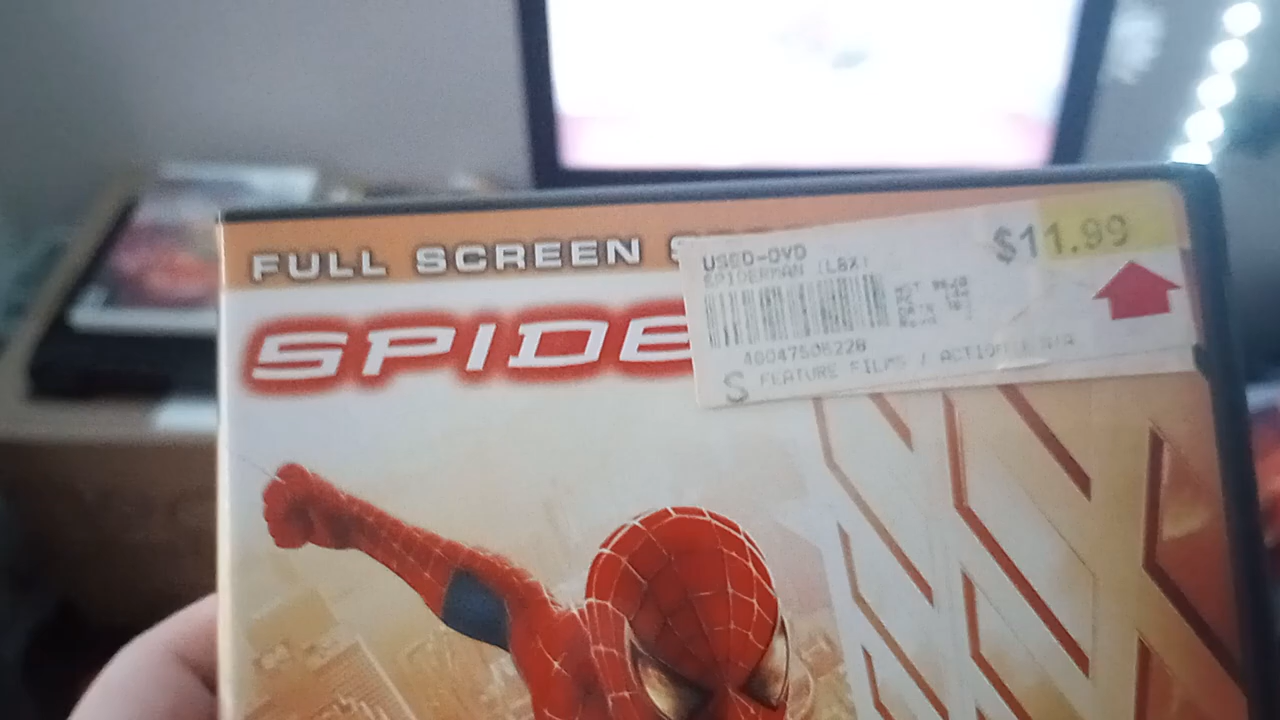 FULL SCREEN
SPIDE
USED-DVD
SPIDERMAN (LBX)
$11.99
40047506228
S FEATURE FILMS / ACTION